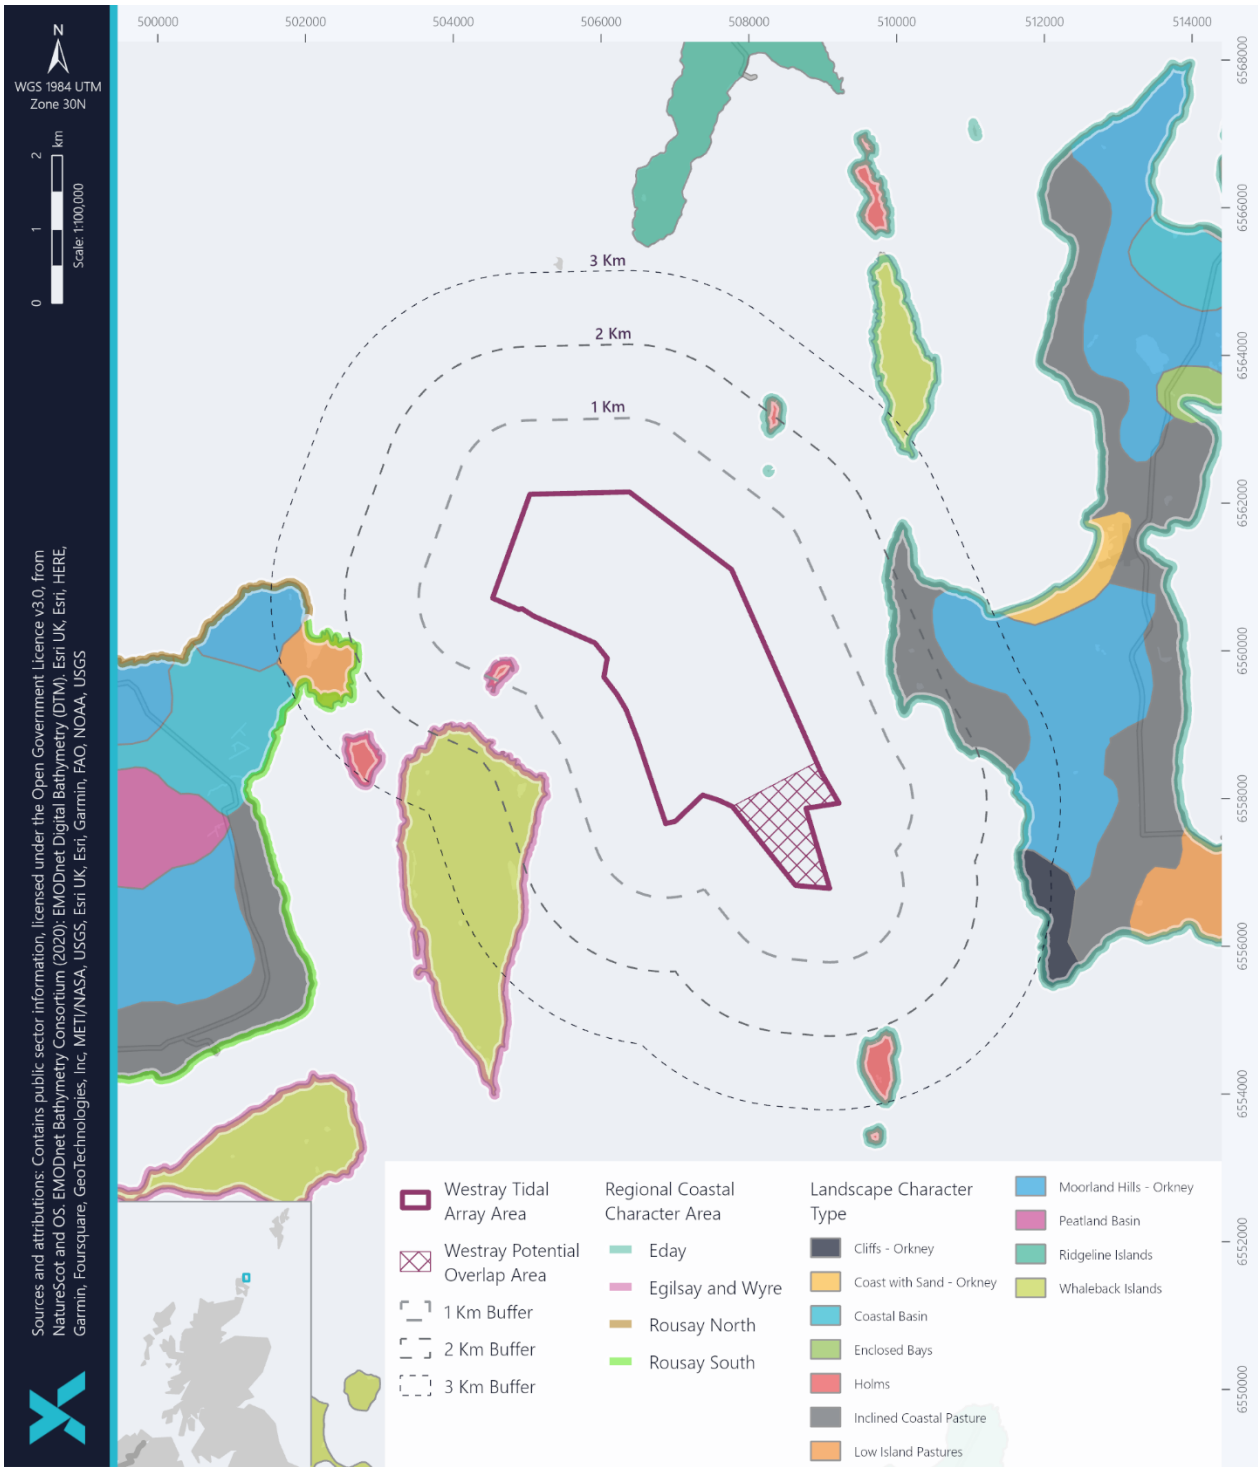 500000
502000
504000
506000
508000
510000
512000
514000
N
WGS 1984 UTM
Zone 30N
0 1 2 km
Scale: 1:100,000
Sources and attributions: Contains public sector information, licensed under the Open Government Licence v3.0, from
NatureScot and OS. EMODnet Bathymetry Consortium (2020): EMODnet Digital Bathymetry (DTM). Esri UK, Esri, HERE,
Garmin, Foursquare, GeoTechnologies, Inc, METI/NASA, USGS, Esri UK, Esri, Garmin, FAO, NOAA, USGS
6568000
6566000
6564000
6562000
6560000
6558000
6556000
6554000
6552000
6550000
3 Km
2 Km
1 Km
Westray Tidal
Array Area
Westray Potential
Overlap Area
1 Km Buffer
2 Km Buffer
3 Km Buffer
Regional Coastal
Character Area
Eday
Egilsay and Wyre
Rousay North
Rousay South
Landscape Character
Type
Cliffs - Orkney
Coast with Sand - Orkney
Coastal Basin
Enclosed Bays
Holms
Inclined Coastal Pasture
Low Island Pastures
Moorland Hills - Orkney
Peatland Basin
Ridgeline Islands
Whaleback Islands